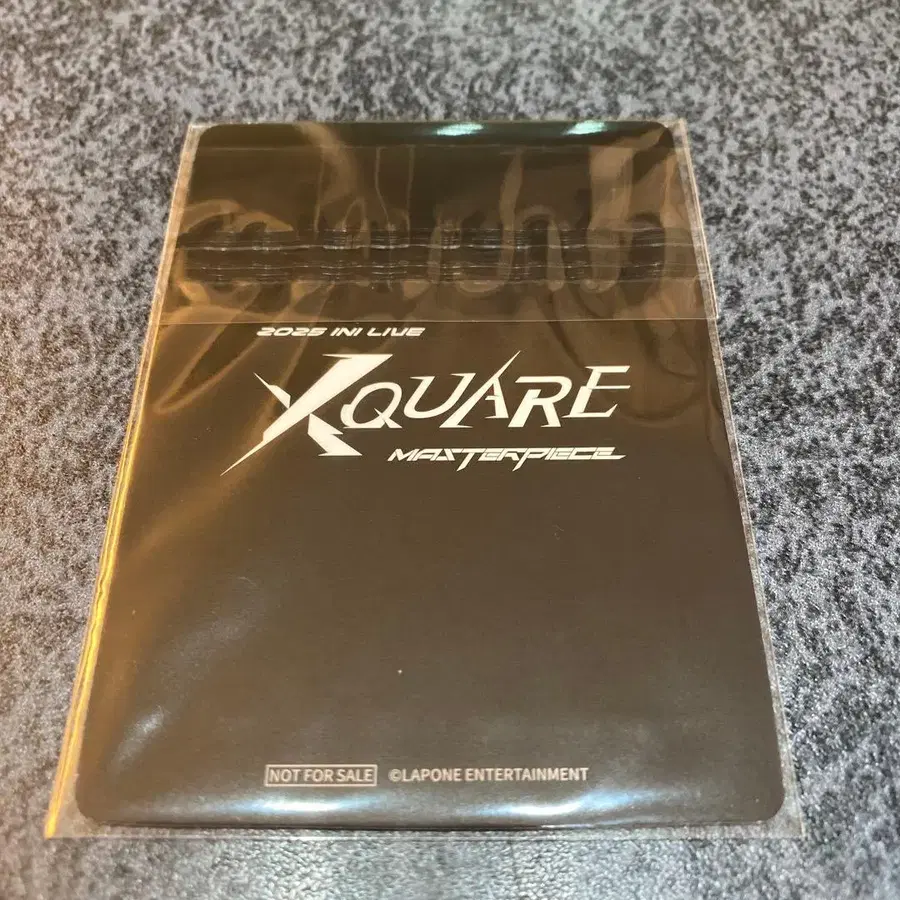 2025 INI LIVE
XQUARE
MASTERPIECE
NOT FOR SALE ©LAPONE ENTERTAINMENT